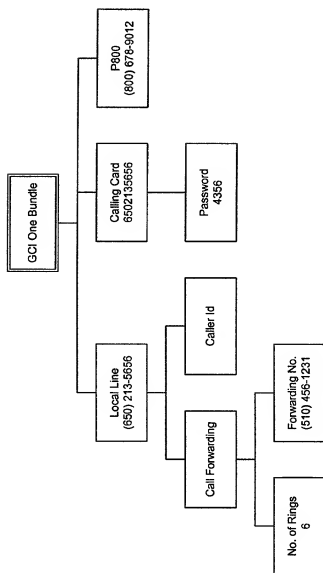 GCI One Bundle
Local Line
(650) 213-5656
Calling Card
6502135656
P800
(800) 678-9012
Call Forwarding
Caller Id
Password
4356
No. of Rings
6
Forwarding No.
(510) 456-1231